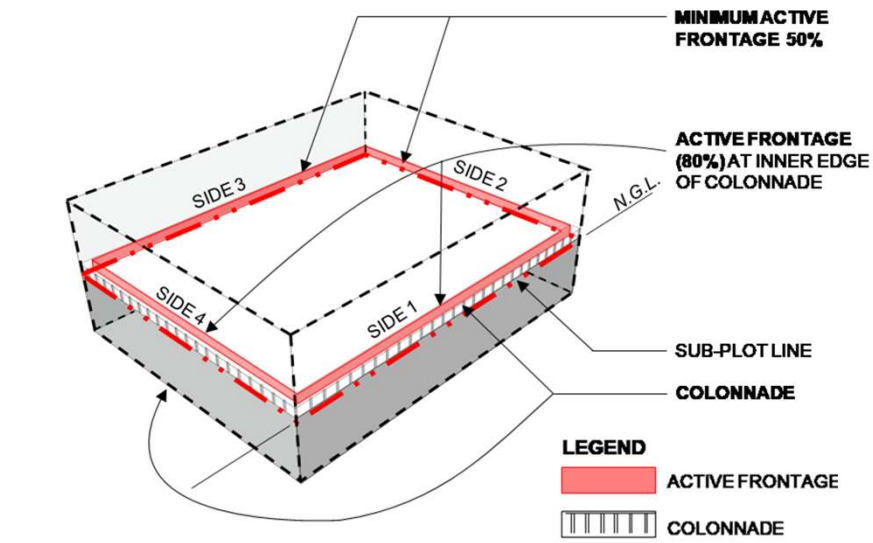 MINIMUM ACTIVE
FRONTAGE 50%
ACTIVE FRONTAGE
(80%) AT INNER EDGE
OF COLONNADE
N.G.L.
SIDE 2
SIDE 3
SIDE 4
SIDE 1
SUB-PLOT LINE
COLONNADE
LEGEND
ACTIVE FRONTAGE
COLONNADE